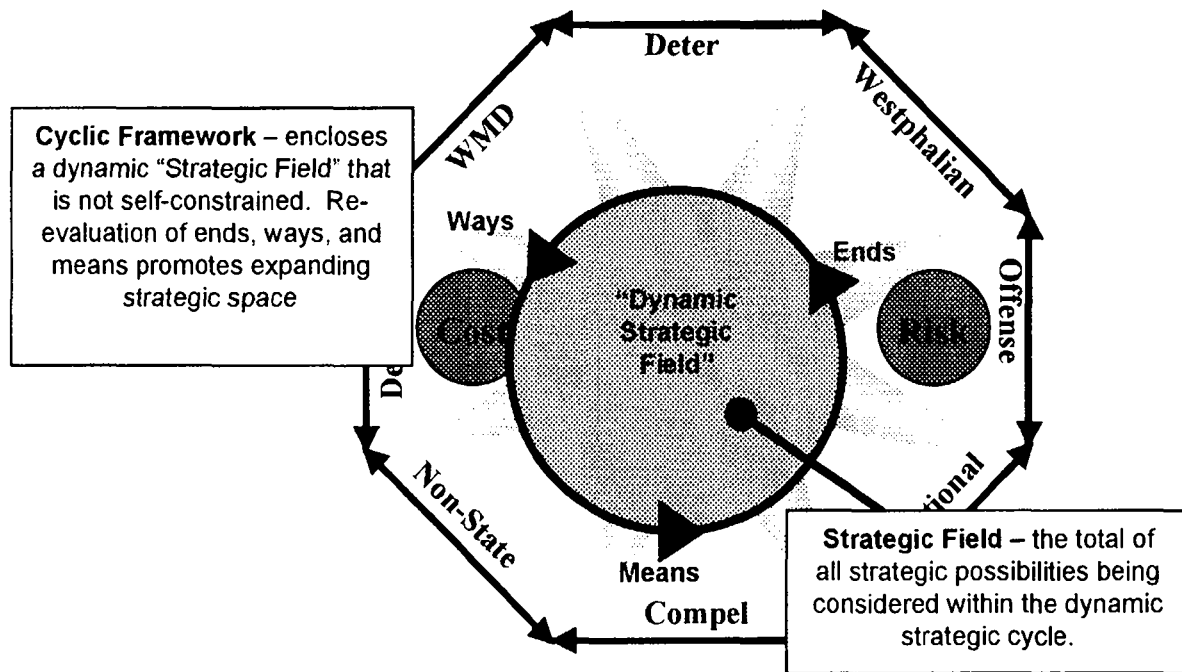 Deter
WMD
Westphalian
Cyclic Framework – encloses
a dynamic “Strategic Field” that
is not self-constrained. Re-
evaluation of ends, ways, and
means promotes expanding
strategic space
Ways
Ends
“Dynamic
Strategic
Field”
Cost
Risk
Offense
De
Non-State
tional
Means
Compel
Strategic Field – the total of
all strategic possibilities being
considered within the dynamic
strategic cycle.